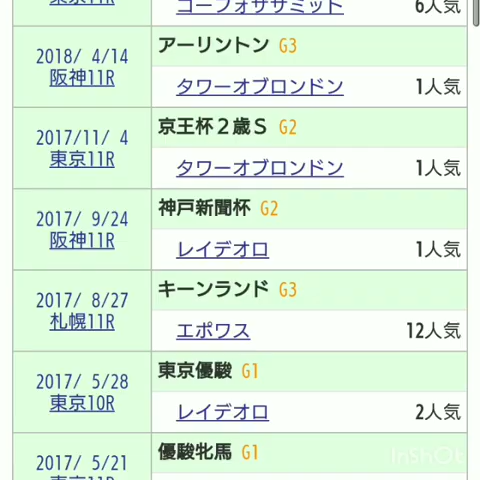 ゴーフォザサミット 6人気
2018/ 4/14
阪神11R
アーリントン G3
タワーオブロンドン 1人気
2017/11/ 4
東京11R
京王杯２歳Ｓ G2
タワーオブロンドン 1人気
2017/ 9/24
阪神11R
神戸新聞杯 G2
レイデオロ 1人気
2017/ 8/27
札幌11R
キーンランド G3
エポワス 12人気
2017/ 5/28
東京10R
東京優駿 G1
レイデオロ 2人気
2017/ 5/21
優駿牝馬 G1
InShOt